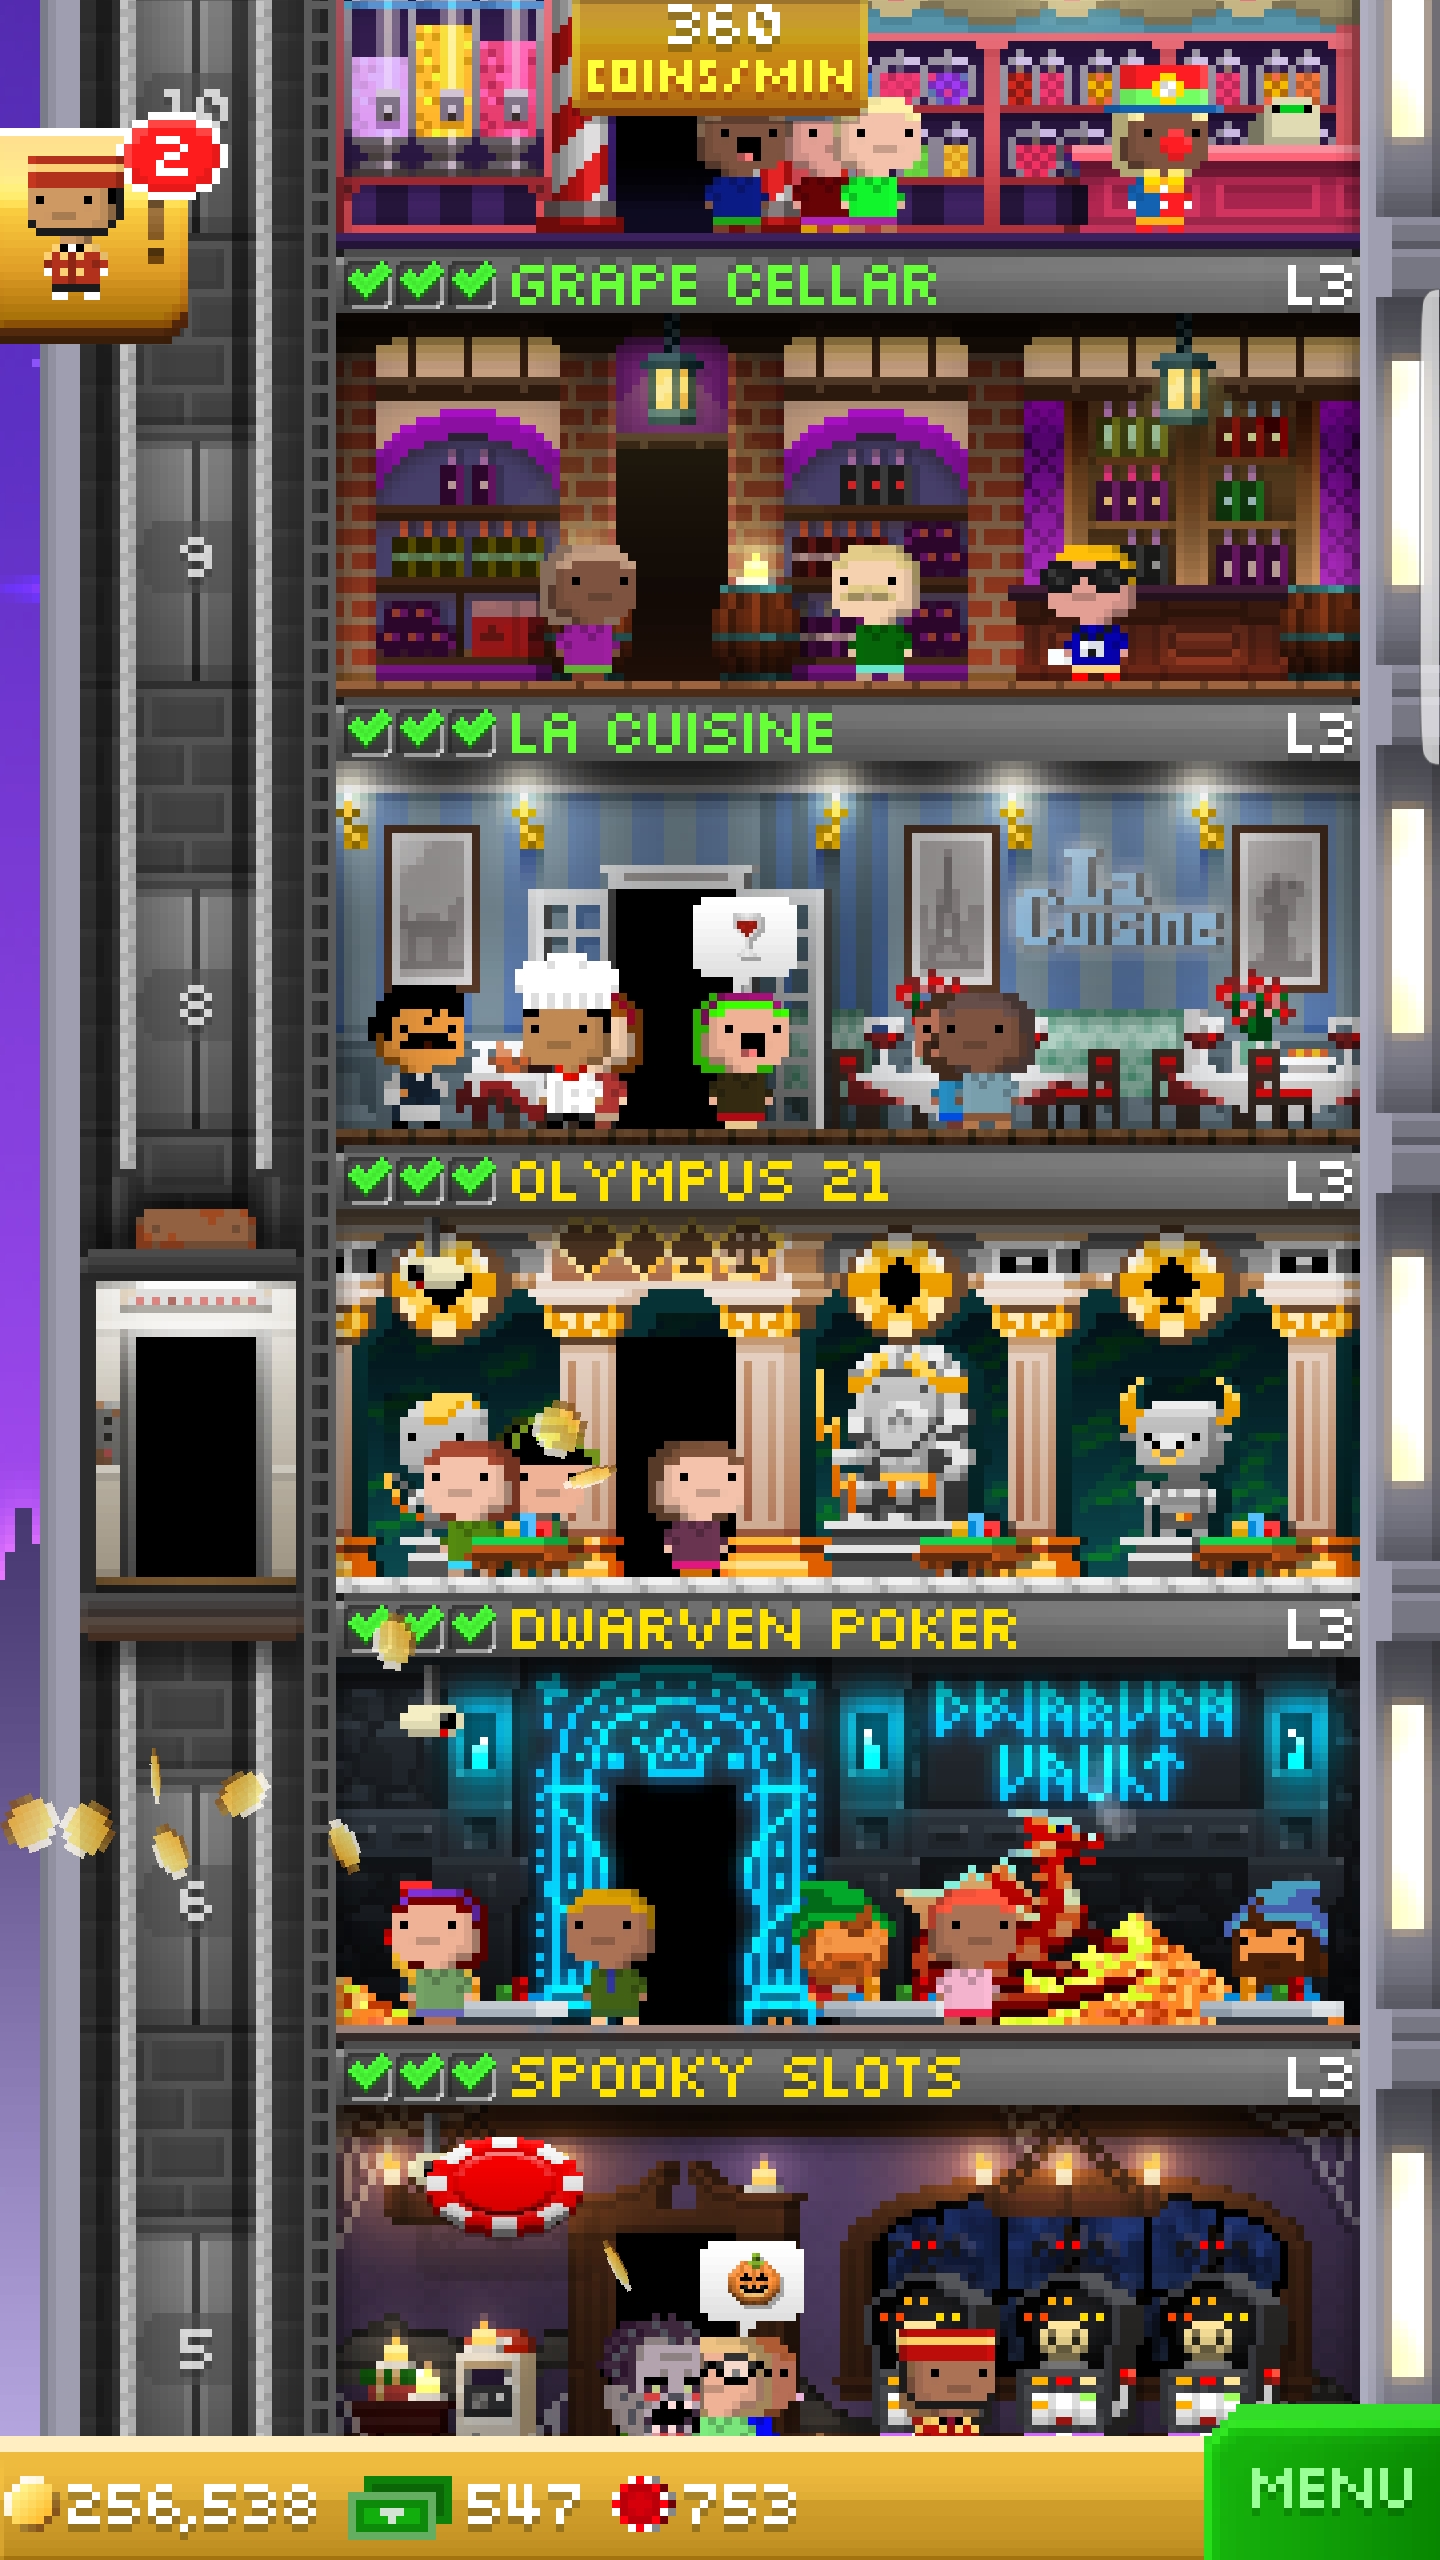 360
COINS/MIN
10
2
GRAPE CELLAR
L3
9
LA CUISINE
L3
8
La
Cuisine
OLYMPUS 21
L3
DWARVEN POKER
L3
DWARVEN
VAULT
6
SPOOKY SLOTS
L3
5
256,538
547
753
MENU